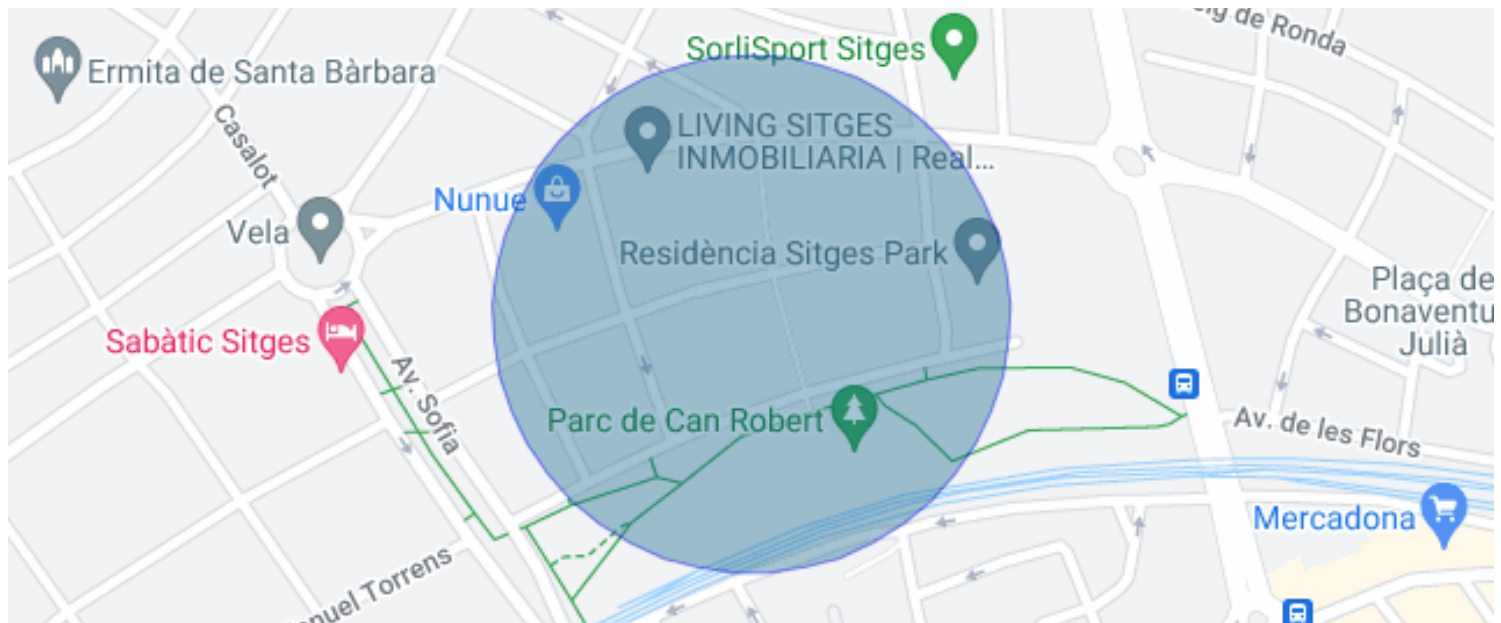 ig de Ronda
SorliSport Sitges
Ermita de Santa Bàrbara
Casalot
LIVING SITGES
INMOBILIARIA | Real...
Nunue
Vela
Residència Sitges Park
Plaça de
Bonaventu
Julià
Sabàtic Sitges
Av. Sofia
Parc de Can Robert
Av. de les Flors
Mercadona
nuel Torrens